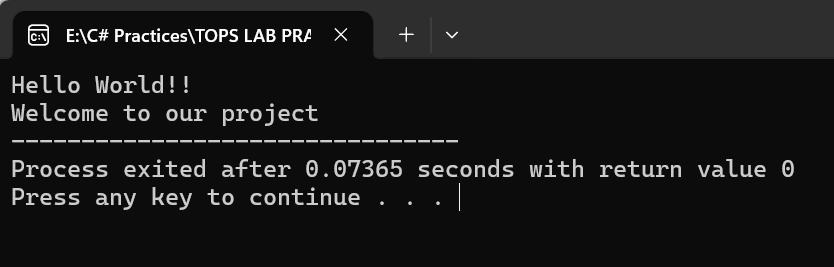 E:\C# Practices\TOPS LAB PRA
Hello World!!
Welcome to our project
--------------------------------
Process exited after 0.07365 seconds with return value 0
Press any key to continue . . .